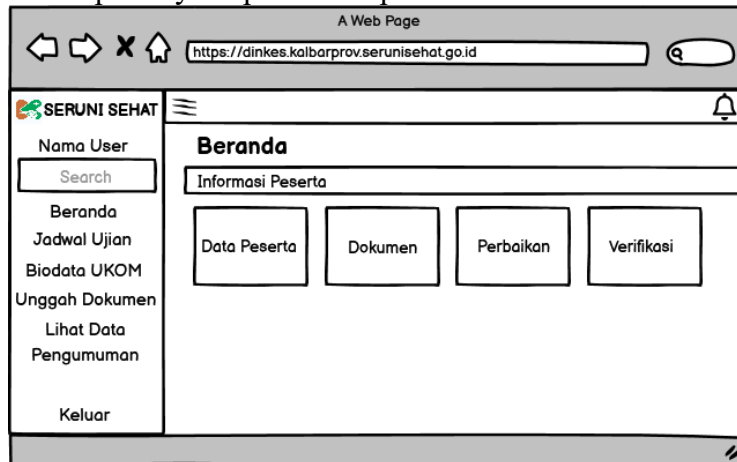 A Web Page
https://dinkes.kalbarprov.serunisehat.go.id
SERUNI SEHAT
Nama User
Search
Beranda
Jadwal Ujian
Biodata UKOM
Unggah Dokumen
Lihat Data
Pengumuman
Keluar
Beranda
Informasi Peserta
Data Peserta
Dokumen
Perbaikan
Verifikasi